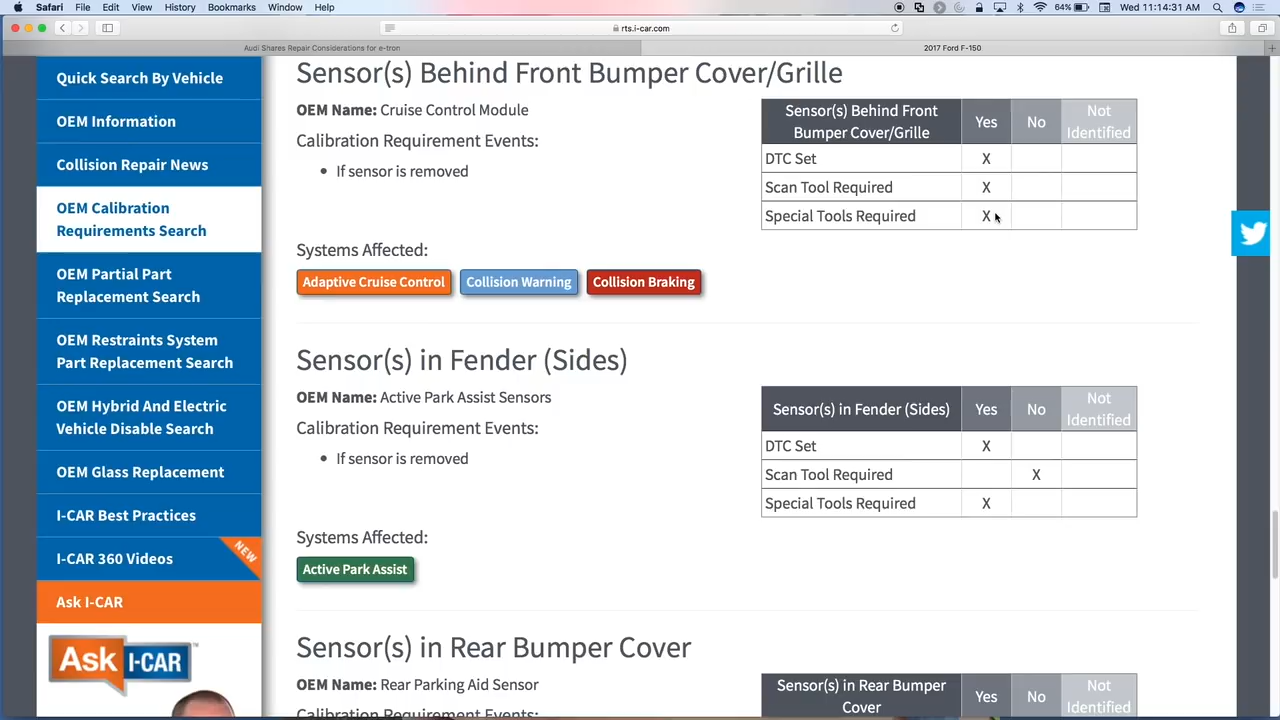 Safari File Edit View History Bookmarks Window Help 64% Wed 11:14:31 AM
rts.i-car.com
Audi Shares Repair Considerations for e-tron
2017 Ford F-150
Quick Search By Vehicle
OEM Information
Collision Repair News
OEM Calibration
Requirements Search
OEM Partial Part
Replacement Search
OEM Restraints System
Part Replacement Search
OEM Hybrid And Electric
Vehicle Disable Search
OEM Glass Replacement
I-CAR Best Practices
I-CAR 360 Videos
NEW
Ask I-CAR
Ask I-CAR™
Sensor(s) Behind Front Bumper Cover/Grille
OEM Name: Cruise Control Module
Calibration Requirement Events:
• If sensor is removed
Sensor(s) Behind Front
Bumper Cover/Grille
Yes
No
Not
Identified
DTC Set X
Scan Tool Required X
Special Tools Required X
Systems Affected:
Adaptive Cruise Control Collision Warning Collision Braking
Sensor(s) in Fender (Sides)
OEM Name: Active Park Assist Sensors
Calibration Requirement Events:
• If sensor is removed
Sensor(s) in Fender (Sides)
Yes
No
Not
Identified
DTC Set X
Scan Tool Required X
Special Tools Required X
Systems Affected:
Active Park Assist
Sensor(s) in Rear Bumper Cover
OEM Name: Rear Parking Aid Sensor
Calibration Requirement Events:
Sensor(s) in Rear Bumper
Cover
Yes
No
Not
Identified